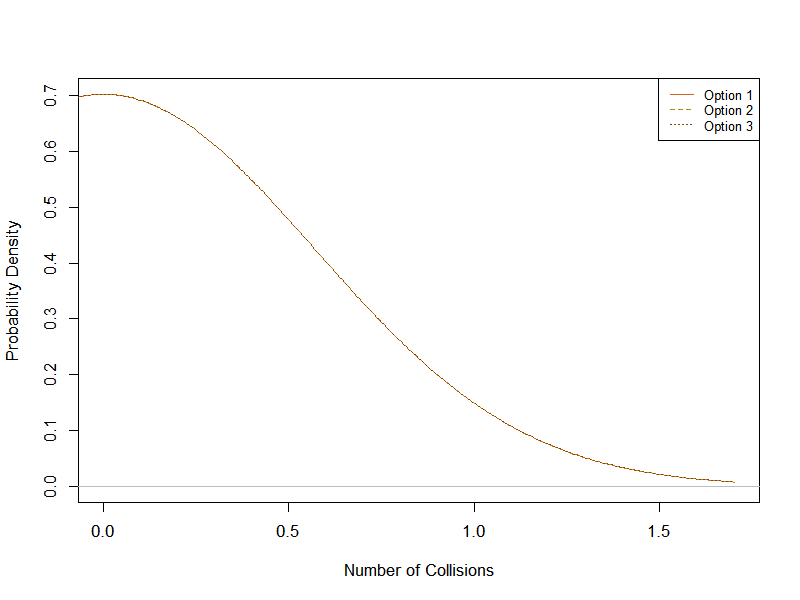 Option 1
Option 2
Option 3
Probability Density
0.7
0.6
0.5
0.4
0.3
0.2
0.1
0.0
0.0 0.5 1.0 1.5
Number of Collisions